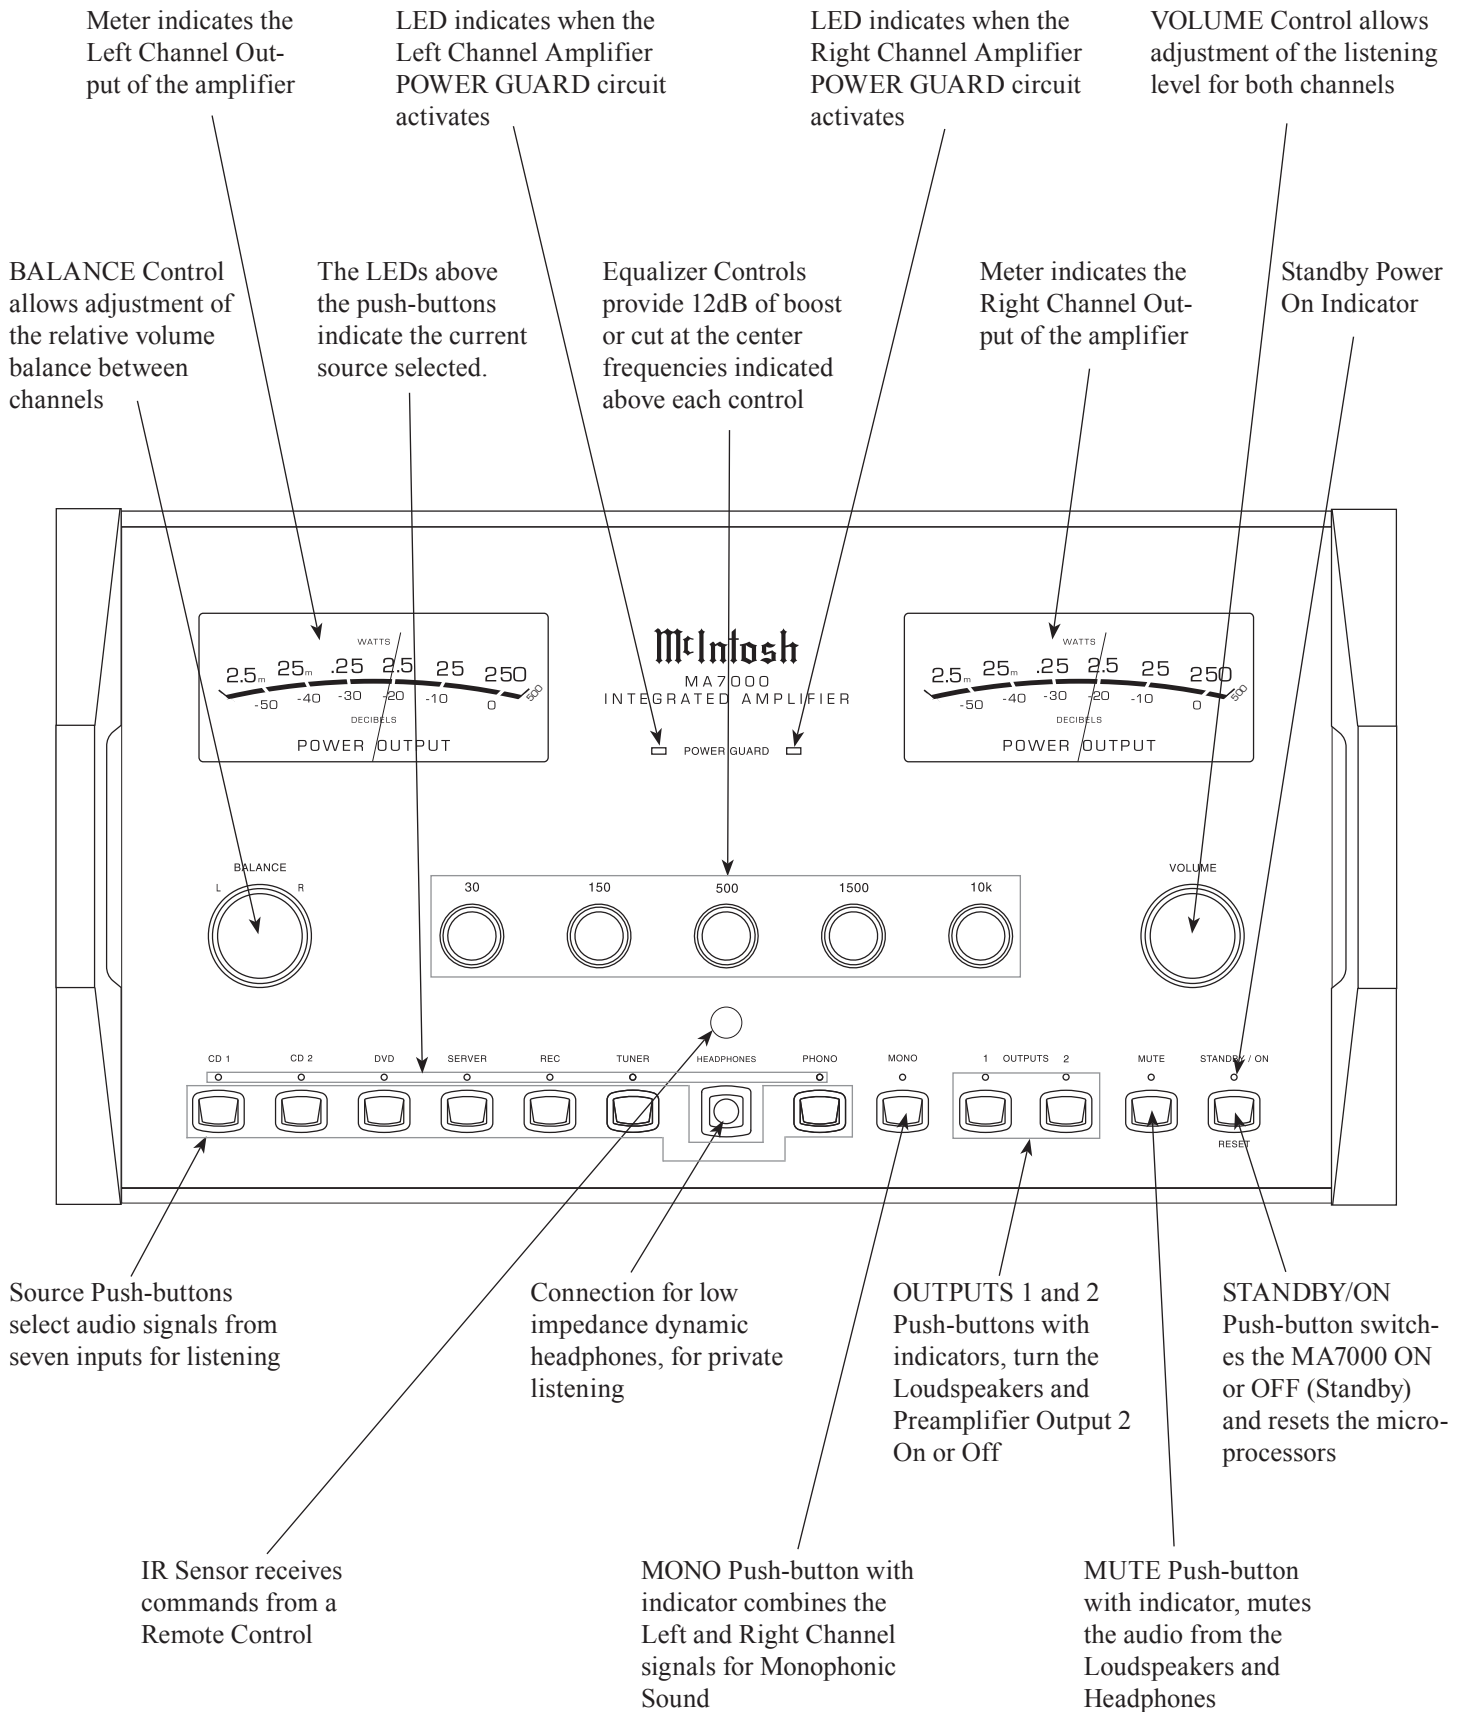 Meter indicates the
Left Channel Out-
put of the amplifier
LED indicates when the
Left Channel Amplifier
POWER GUARD circuit
activates
LED indicates when the
Right Channel Amplifier
POWER GUARD circuit
activates
VOLUME Control allows
adjustment of the listening
level for both channels
BALANCE Control
allows adjustment of
the relative volume
balance between
channels
The LEDs above
the push-buttons
indicate the current
source selected.
Equalizer Controls
provide 12dB of boost
or cut at the center
frequencies indicated
above each control
Meter indicates the
Right Channel Out-
put of the amplifier
Standby Power
On Indicator
WATTS
2.5m 25m .25 2.5 25 250 500
-50 -40 -30 -20 -10 0
DECIBELS
POWER OUTPUT
McIntosh
MA7000
INTEGRATED AMPLIFIER
POWER GUARD
WATTS
2.5m 25m .25 2.5 25 250 500
-50 -40 -30 -20 -10 0
DECIBELS
POWER OUTPUT
BALANCE
L R
30 150 500 1500 10k
VOLUME
CD 1 CD 2 DVD SERVER REC TUNER HEADPHONES PHONO MONO 1 OUTPUTS 2 MUTE STANDBY / ON
RESET
Source Push-buttons
select audio signals from
seven inputs for listening
Connection for low
impedance dynamic
headphones, for private
listening
OUTPUTS 1 and 2
Push-buttons with
indicators, turn the
Loudspeakers and
Preamplifier Output 2
On or Off
STANDBY/ON
Push-button switch-
es the MA7000 ON
or OFF (Standby)
and resets the micro-
processors
IR Sensor receives
commands from a
Remote Control
MONO Push-button with
indicator combines the
Left and Right Channel
signals for Monophonic
Sound
MUTE Push-button
with indicator, mutes
the audio from the
Loudspeakers and
Headphones